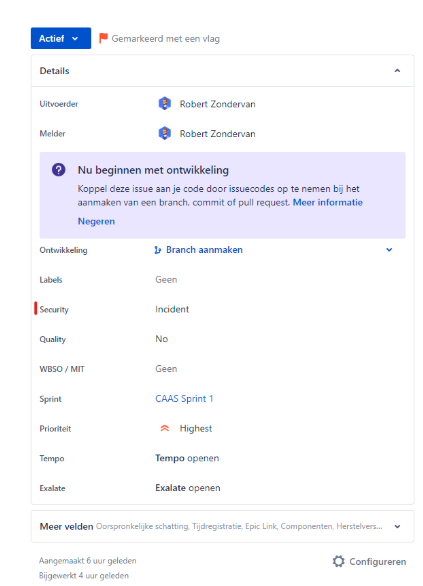 Actief Gemarkeerd met een vlag
Details
Uitvoerder Robert Zondervan
Melder Robert Zondervan
Nu beginnen met ontwikkeling
Koppel deze issue aan je code door issuecodes op te nemen bij het
aanmaken van een branch, commit of pull request. Meer informatie
Negeren
Ontwikkeling Branch aanmaken
Labels Geen
Security Incident
Quality No
WBSO / MIT Geen
Sprint CAAS Sprint 1
Prioriteit Highest
Tempo Tempo openen
Exalate Exalate openen
Meer velden Oorspronkelijke schatting, Tijdregistratie, Epic Link, Componenten, Herstelvers...
Aangemaakt 6 uur geleden Configureren
Bijgewerkt 4 uur geleden